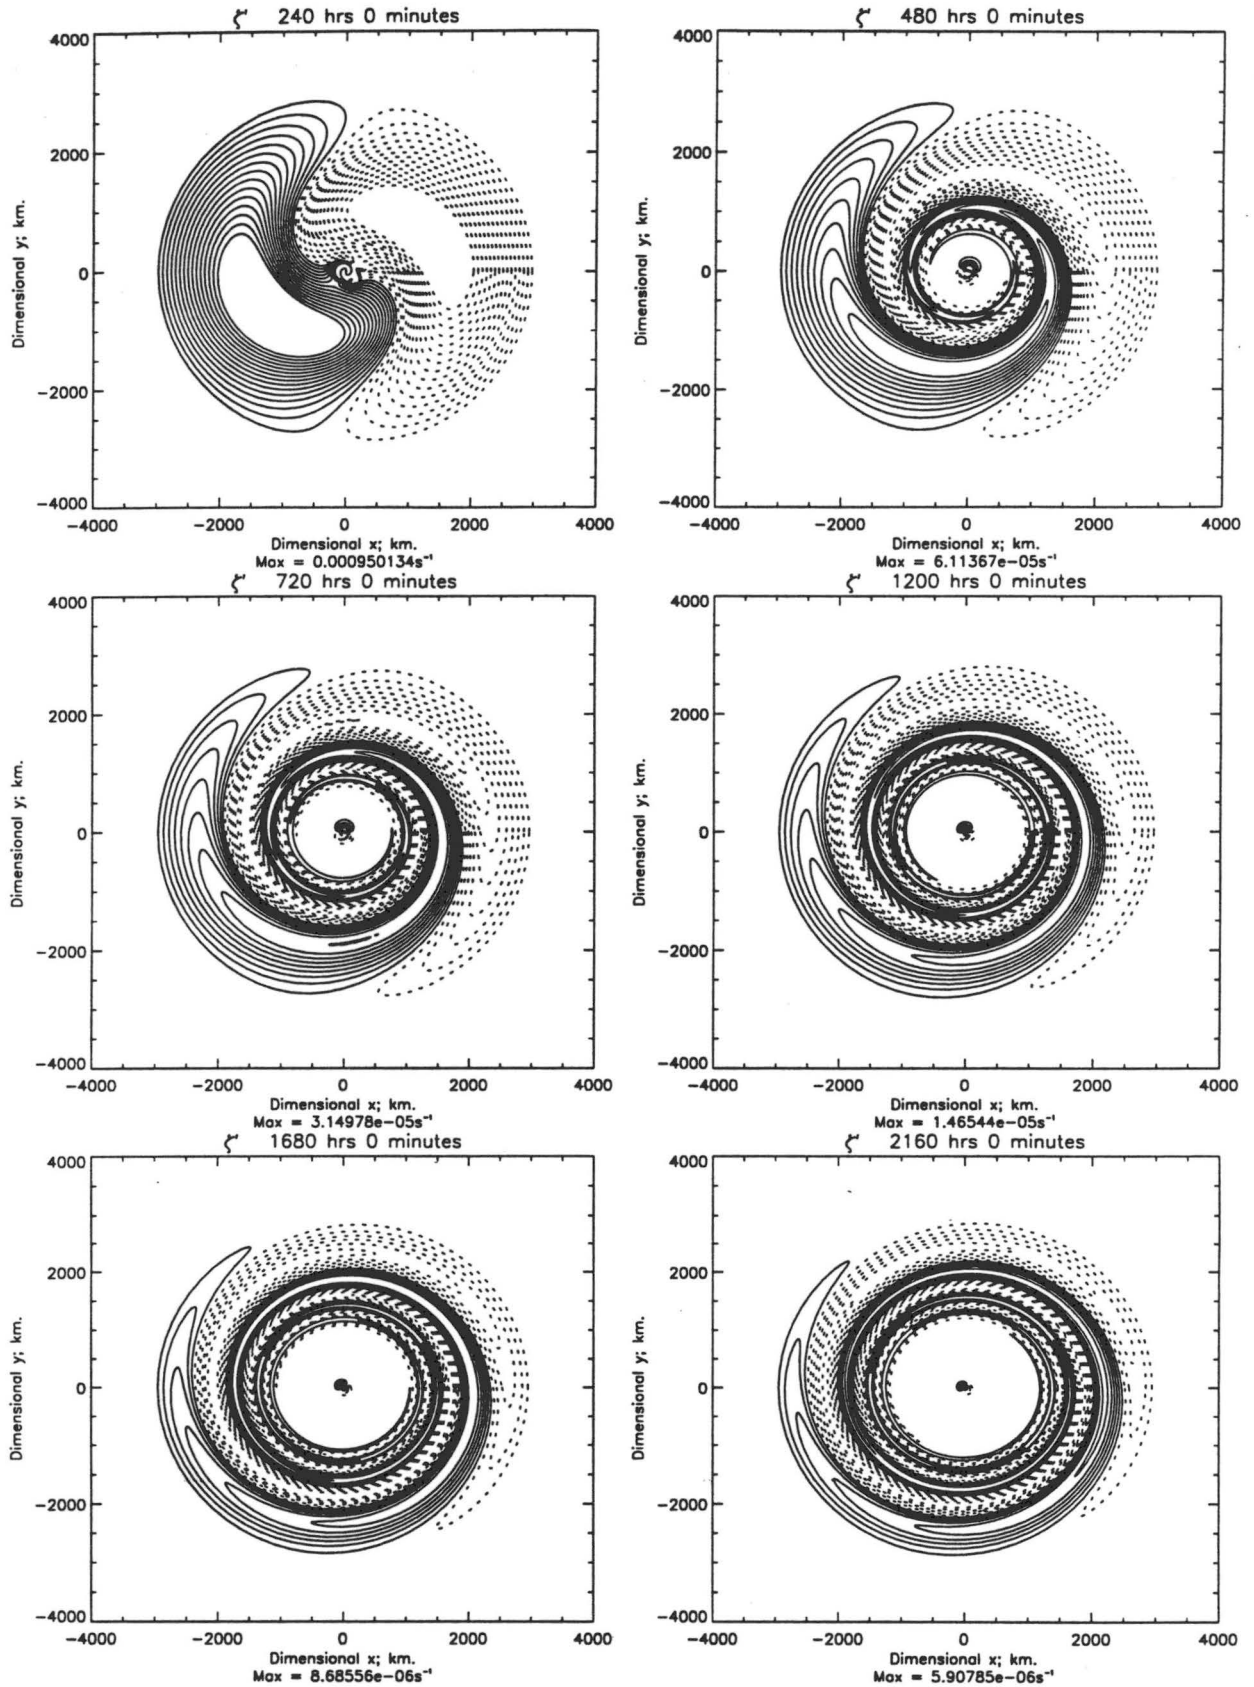 ζ' 240 hrs 0 minutes
4000
2000
0
−2000
−4000
Dimensional y; km.
−4000 −2000 0 2000 4000
Dimensional x; km.
Max = 0.000950134s⁻¹
ζ' 480 hrs 0 minutes
4000
2000
0
−2000
−4000
Dimensional y; km.
−4000 −2000 0 2000 4000
Dimensional x; km.
Max = 6.11367e−05s⁻¹
ζ' 720 hrs 0 minutes
4000
2000
0
−2000
−4000
Dimensional y; km.
−4000 −2000 0 2000 4000
Dimensional x; km.
Max = 3.14978e−05s⁻¹
ζ' 1200 hrs 0 minutes
4000
2000
0
−2000
−4000
Dimensional y; km.
−4000 −2000 0 2000 4000
Dimensional x; km.
Max = 1.46544e−05s⁻¹
ζ' 1680 hrs 0 minutes
4000
2000
0
−2000
−4000
Dimensional y; km.
−4000 −2000 0 2000 4000
Dimensional x; km.
Max = 8.68556e−06s⁻¹
ζ' 2160 hrs 0 minutes
4000
2000
0
−2000
−4000
Dimensional y; km.
−4000 −2000 0 2000 4000
Dimensional x; km.
Max = 5.90785e−06s⁻¹